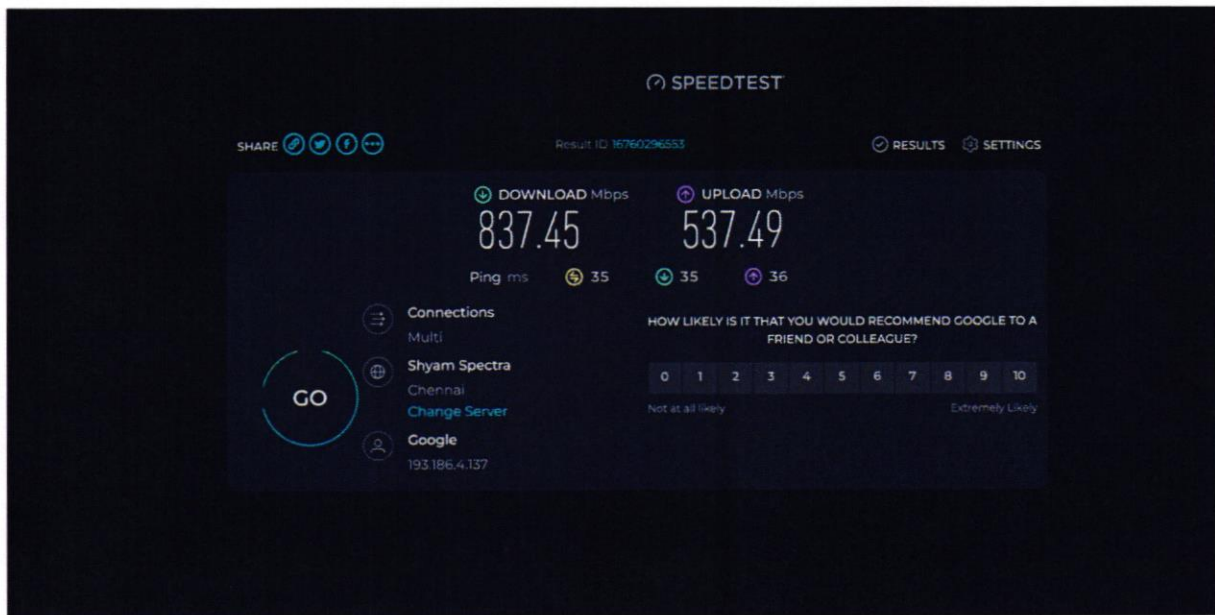 SPEEDTEST
SHARE
Result ID 16760296553
RESULTS SETTINGS
DOWNLOAD Mbps
837.45
UPLOAD Mbps
537.49
Ping ms 35 35 36
Connections
Multi
Shyam Spectra
Chennai
Change Server
Google
193.186.4.137
GO
HOW LIKELY IS IT THAT YOU WOULD RECOMMEND GOOGLE TO A
FRIEND OR COLLEAGUE?
0 1 2 3 4 5 6 7 8 9 10
Not at all likely Extremely Likely